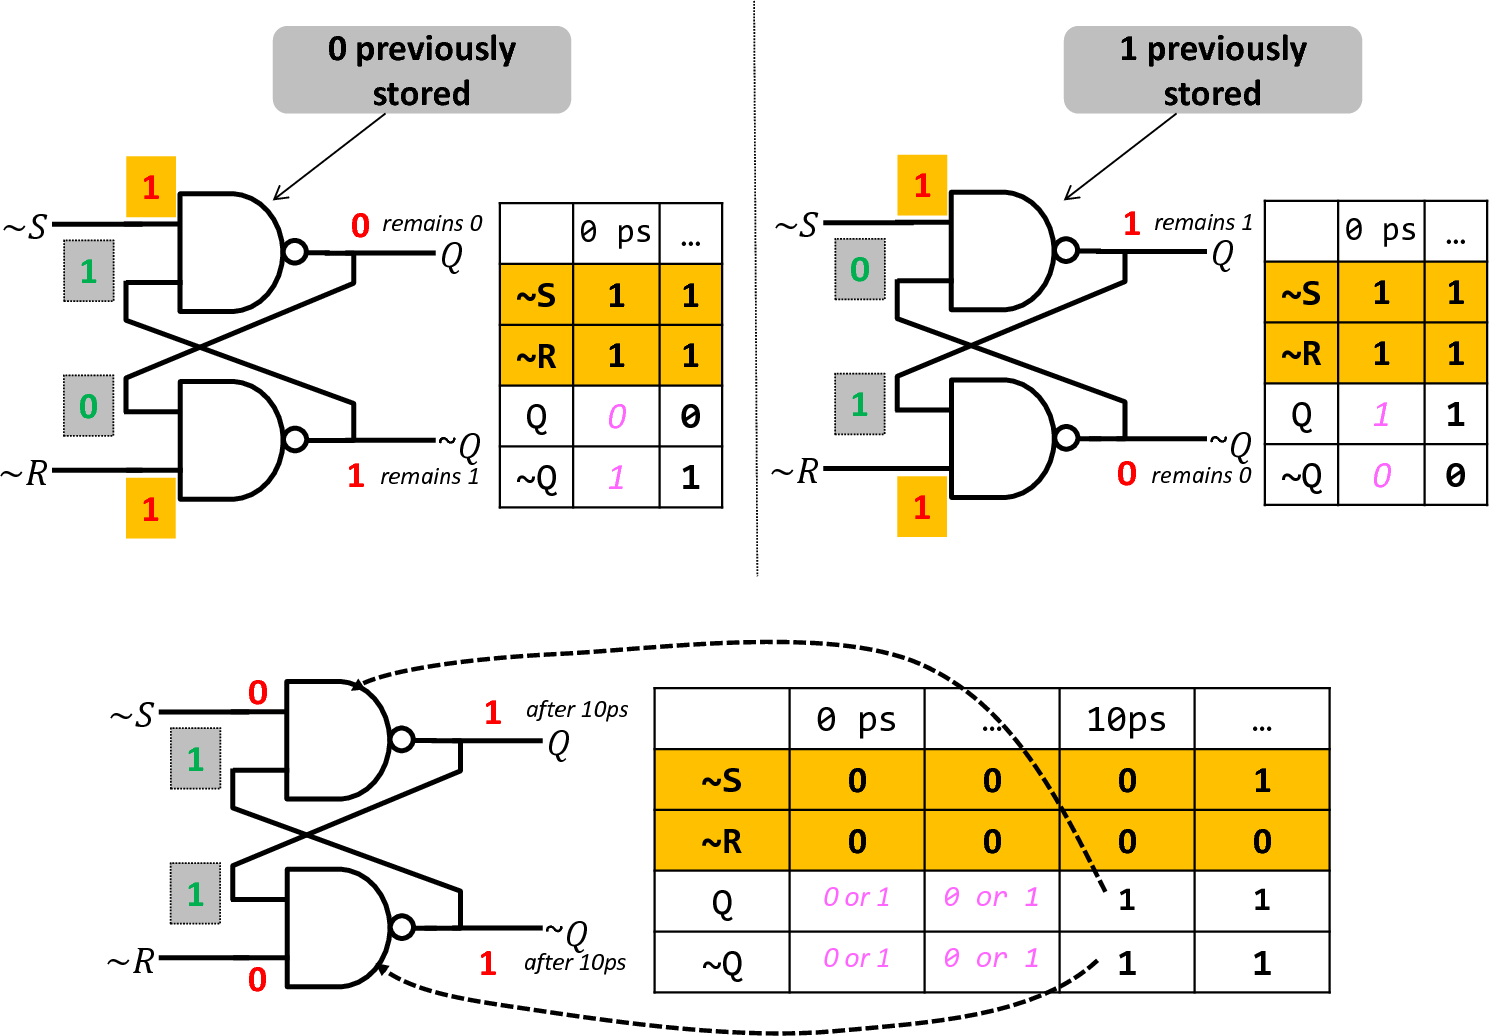 0 previously
stored
1
~S
1
0 remains 0
Q
0
~R
1
~Q
1 remains 1
0 ps …
~S 1 1
~R 1 1
Q 0 0
~Q 1 1
1 previously
stored
1
~S
0
1 remains 1
Q
1
~R
1
~Q
0 remains 0
0 ps …
~S 1 1
~R 1 1
Q 1 1
~Q 0 0
0
~S
1
1 after 10ps
Q
1
~R
0
~Q
1 after 10ps
0 ps … 10ps …
~S 0 0 0 1
~R 0 0 0 0
Q 0 or 1 0 or 1 1 1
~Q 0 or 1 0 or 1 1 1